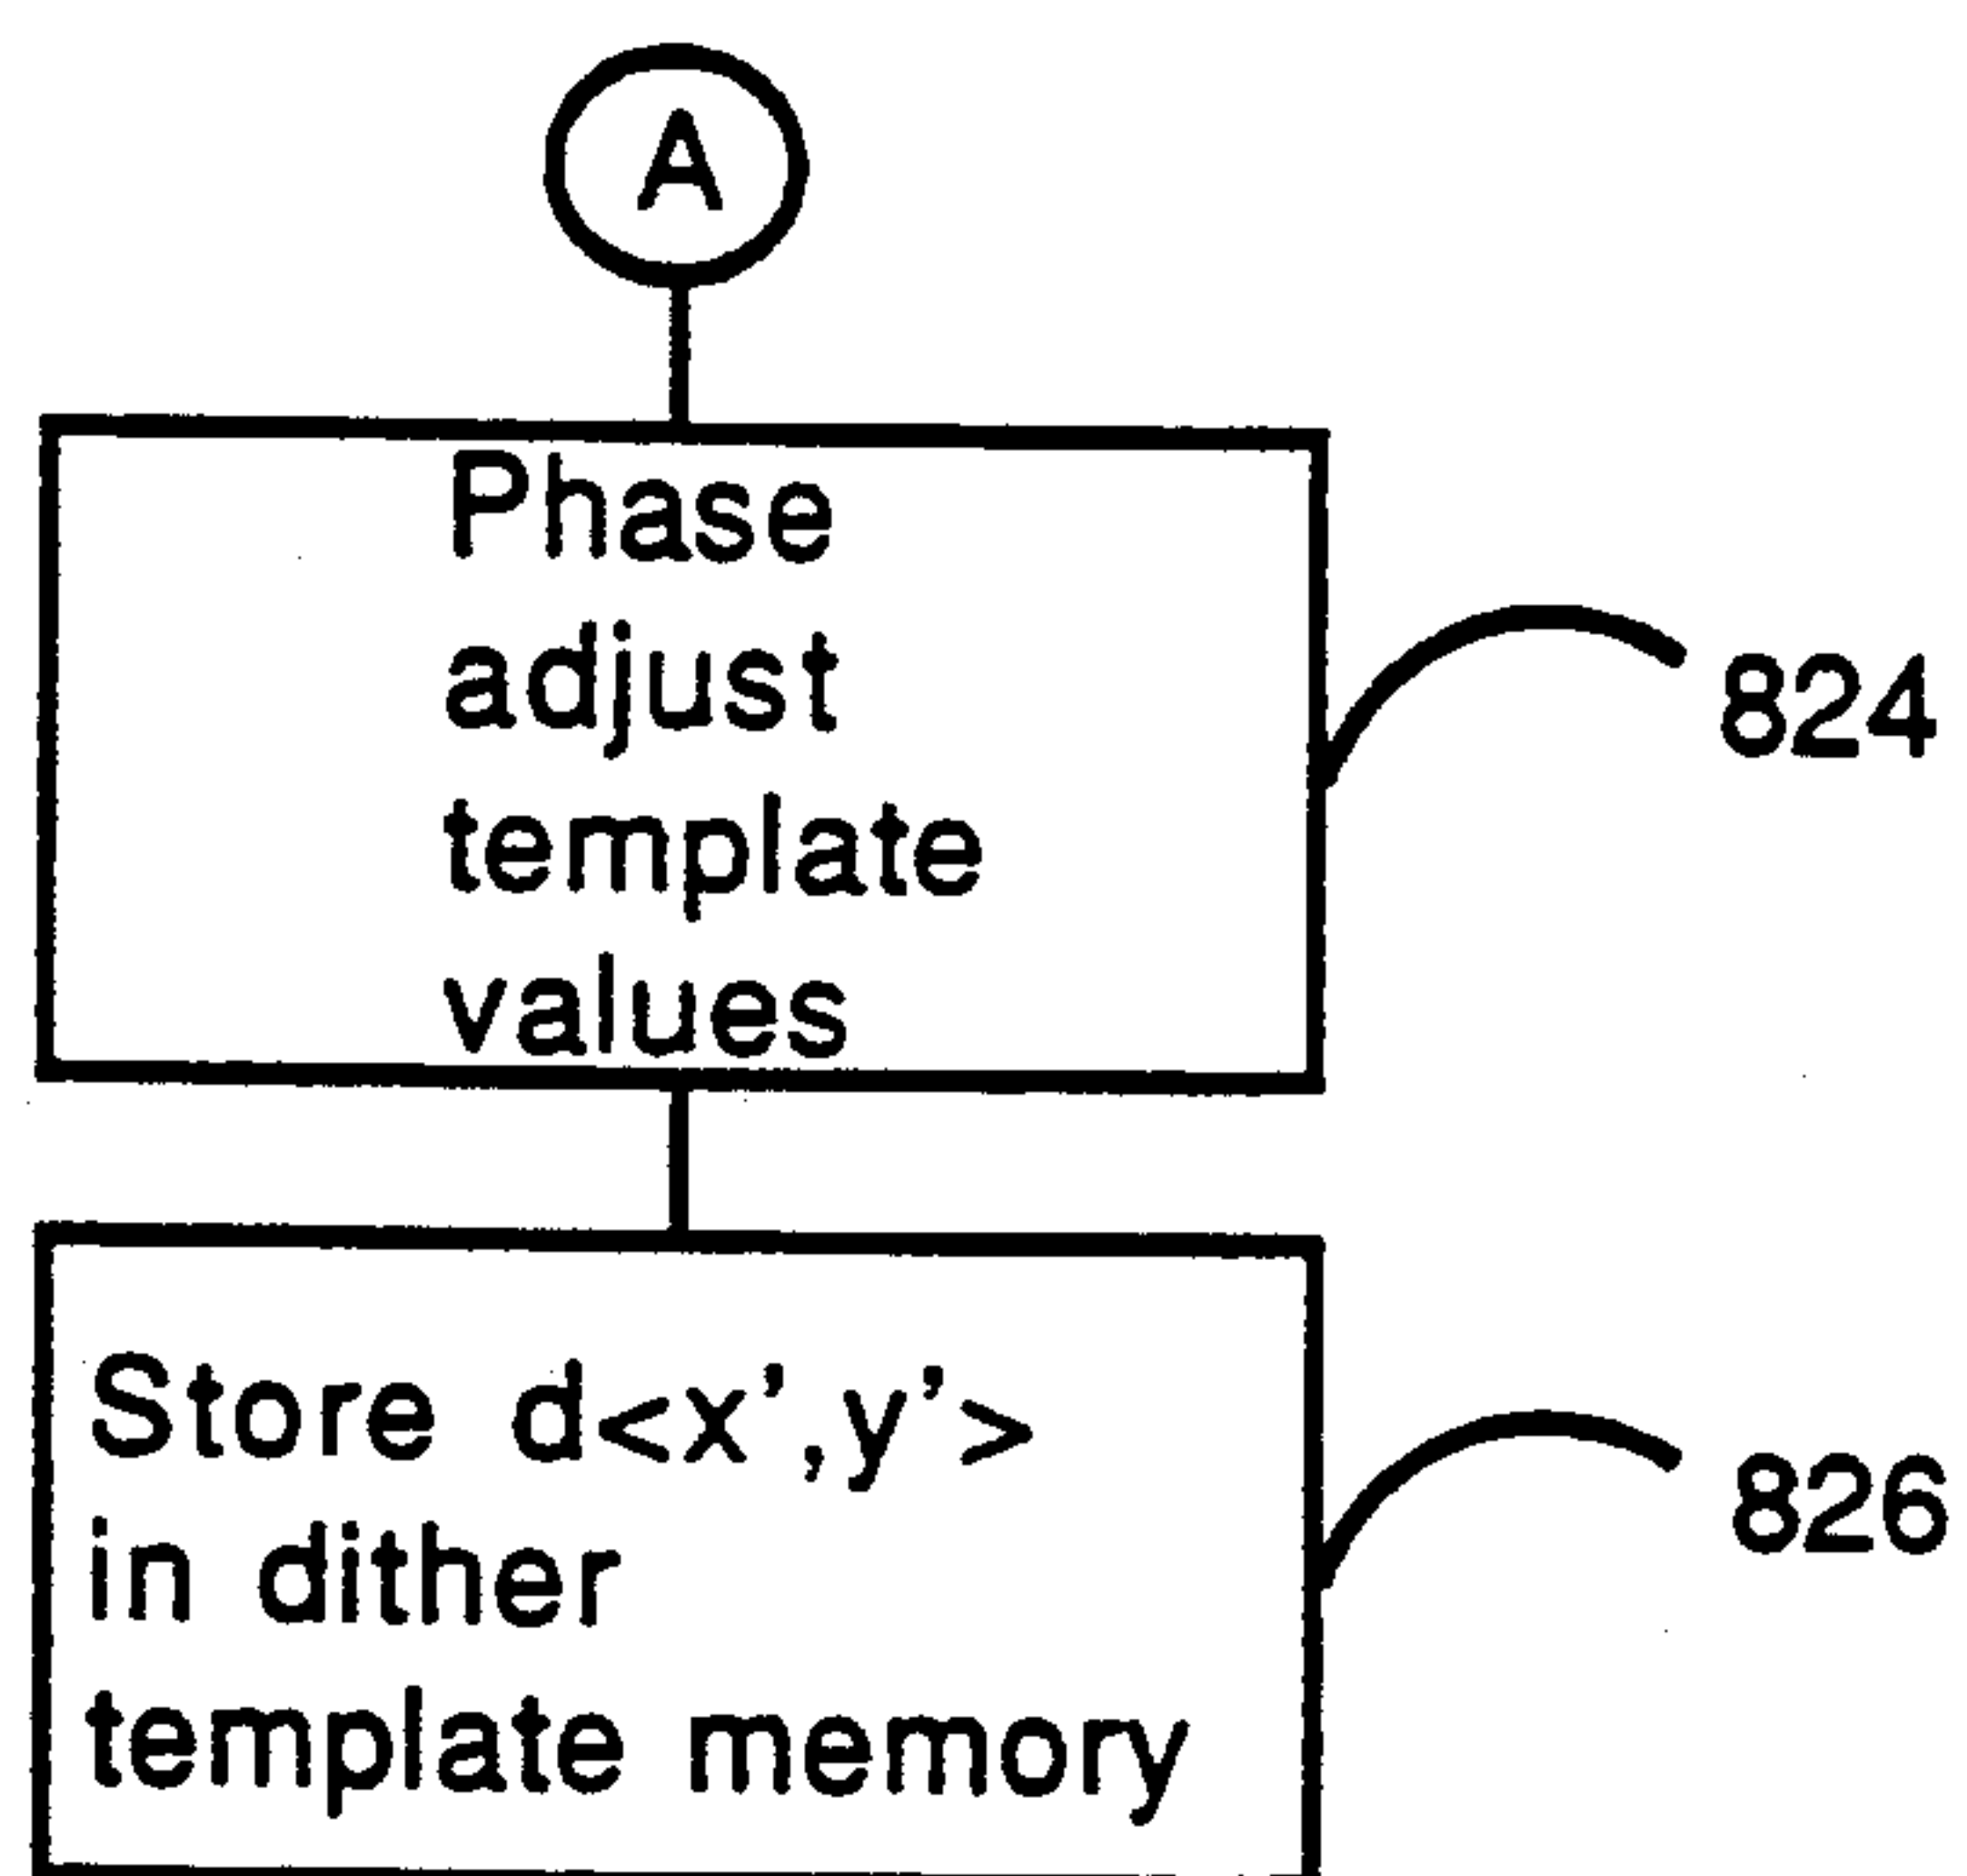 A
Phase
adjust
template
values
824
Store d<x',y'>
in dither
template memory
826